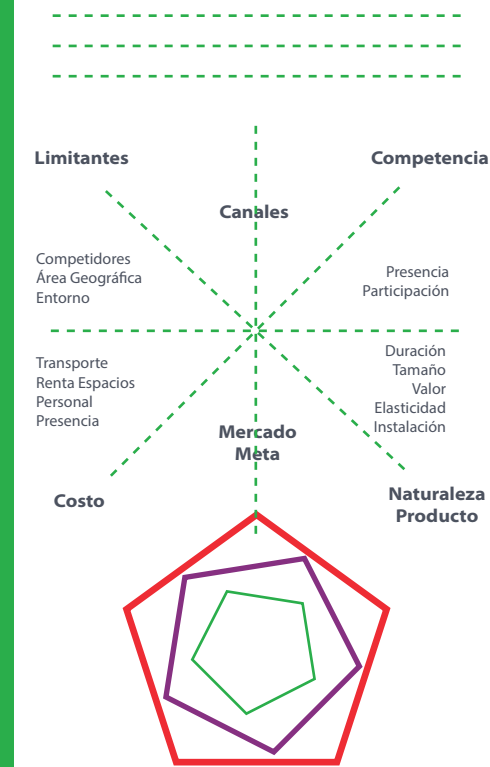 Limitantes
Competencia
Canales
Competidores
Área Geográfica
Entorno
Presencia
Participación
Transporte
Renta Espacios
Personal
Presencia
Duración
Tamaño
Valor
Elasticidad
Instalación
Mercado
Meta
Costo
Naturaleza
Producto